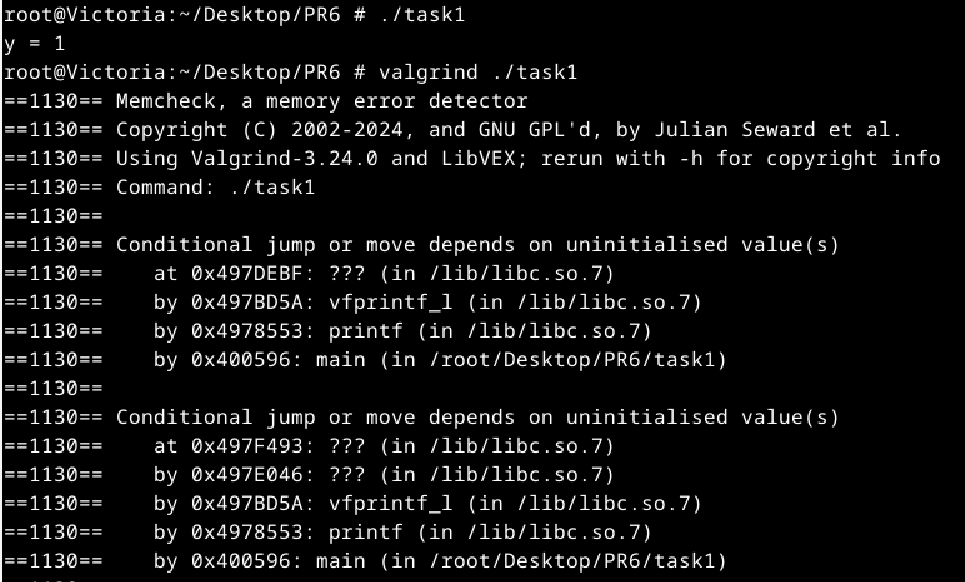 root@Victoria:~/Desktop/PR6 # ./task1
y = 1
root@Victoria:~/Desktop/PR6 # valgrind ./task1
==1130== Memcheck, a memory error detector
==1130== Copyright (C) 2002-2024, and GNU GPL'd, by Julian Seward et al.
==1130== Using Valgrind-3.24.0 and LibVEX; rerun with -h for copyright info
==1130== Command: ./task1
==1130==
==1130== Conditional jump or move depends on uninitialised value(s)
==1130==    at 0x497DEBF: ??? (in /lib/libc.so.7)
==1130==    by 0x497BD5A: vfprintf_l (in /lib/libc.so.7)
==1130==    by 0x4978553: printf (in /lib/libc.so.7)
==1130==    by 0x400596: main (in /root/Desktop/PR6/task1)
==1130==
==1130== Conditional jump or move depends on uninitialised value(s)
==1130==    at 0x497F493: ??? (in /lib/libc.so.7)
==1130==    by 0x497E046: ??? (in /lib/libc.so.7)
==1130==    by 0x497BD5A: vfprintf_l (in /lib/libc.so.7)
==1130==    by 0x4978553: printf (in /lib/libc.so.7)
==1130==    by 0x400596: main (in /root/Desktop/PR6/task1)